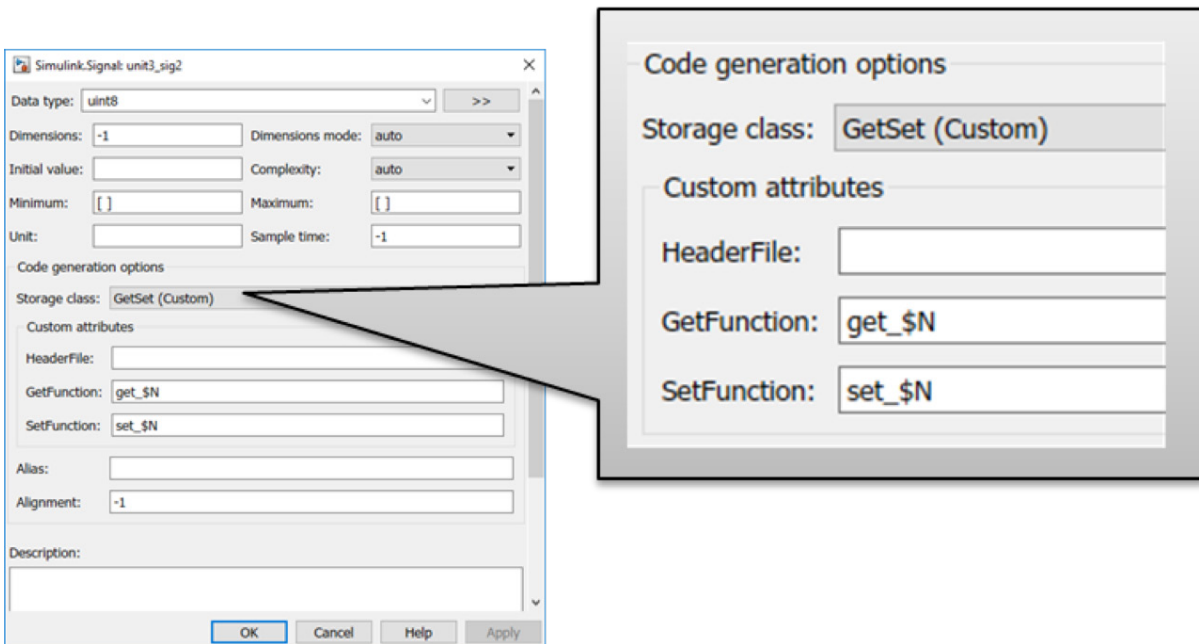 Simulink.Signal: unit3_sig2
Data type: uint8 >>
Dimensions: -1 Dimensions mode: auto
Initial value: Complexity: auto
Minimum: [ ] Maximum: [ ]
Unit: Sample time: -1
Code generation options
Storage class: GetSet (Custom)
Custom attributes
HeaderFile:
GetFunction: get_$N
SetFunction: set_$N
Alias:
Alignment: -1
Description:
OK Cancel Help Apply
Code generation options
Storage class: GetSet (Custom)
Custom attributes
HeaderFile:
GetFunction: get_$N
SetFunction: set_$N